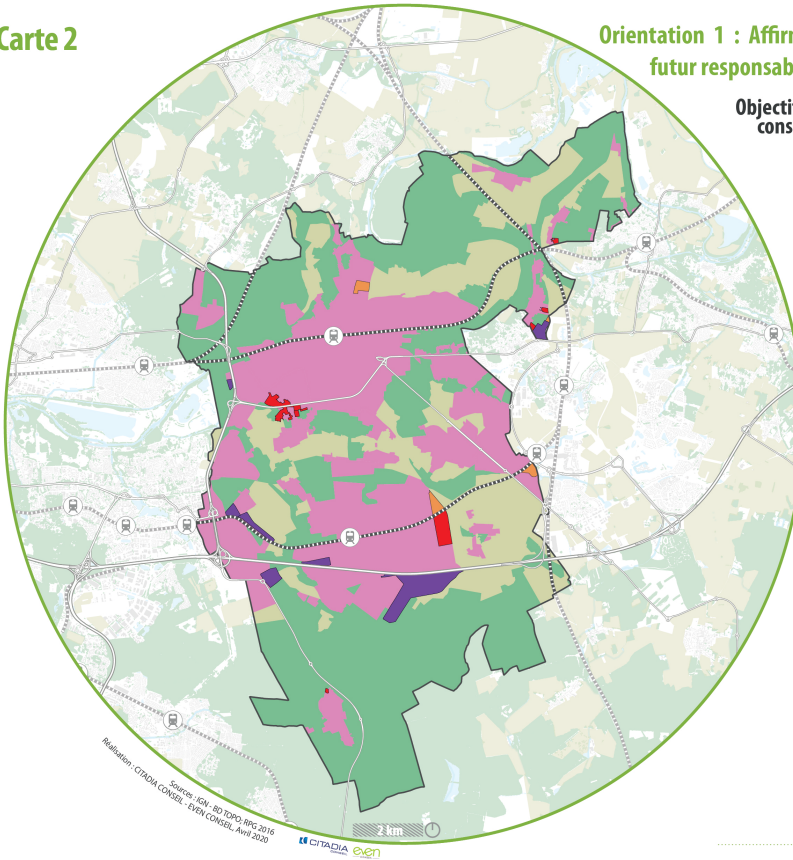 Carte 2
Orientation 1 : Affirm
futur responsab
Objectif
cons
Réalisation : CITADIA CONSEIL - EVEN CONSEIL, Avril 2020
Sources : IGN - BD TOPO, RPG 2016
2 km
CITADIA
even